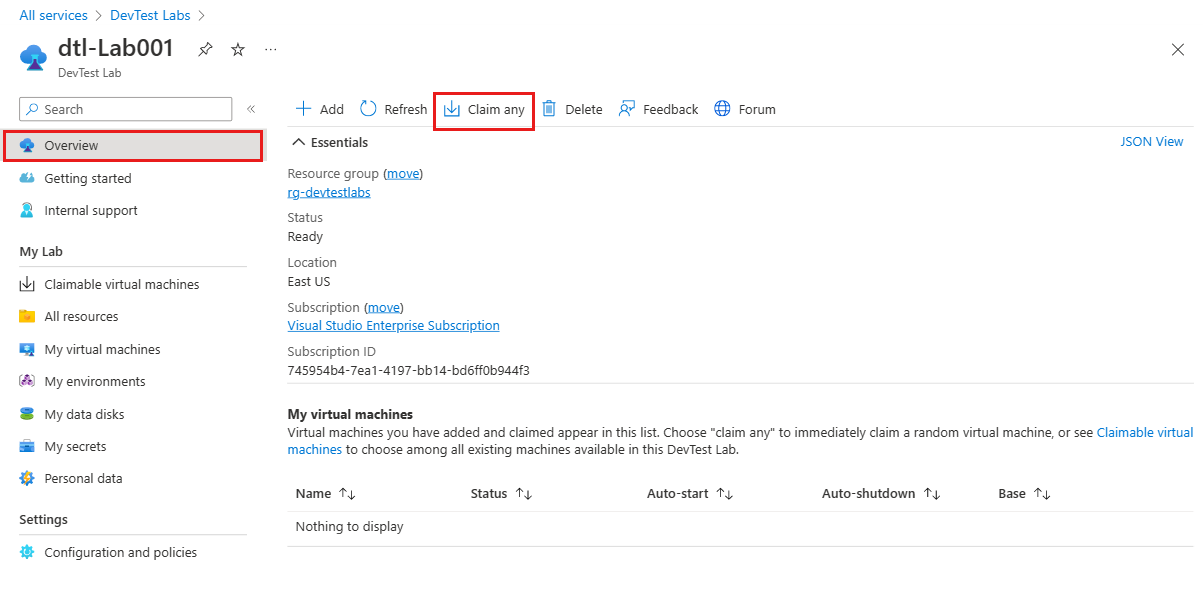 All services > DevTest Labs >
dtl-Lab001
DevTest Lab
Search
Overview
Getting started
Internal support
My Lab
Claimable virtual machines
All resources
My virtual machines
My environments
My data disks
My secrets
Personal data
Settings
Configuration and policies
Add Refresh Claim any Delete Feedback Forum
Essentials JSON View
Resource group (move)
rg-devtestlabs
Status
Ready
Location
East US
Subscription (move)
Visual Studio Enterprise Subscription
Subscription ID
745954b4-7ea1-4197-bb14-bd6ff0b944f3
My virtual machines
Virtual machines you have added and claimed appear in this list. Choose "claim any" to immediately claim a random virtual machine, or see Claimable virtual
machines to choose among all existing machines available in this DevTest Lab.
Name Status Auto-start Auto-shutdown Base
Nothing to display